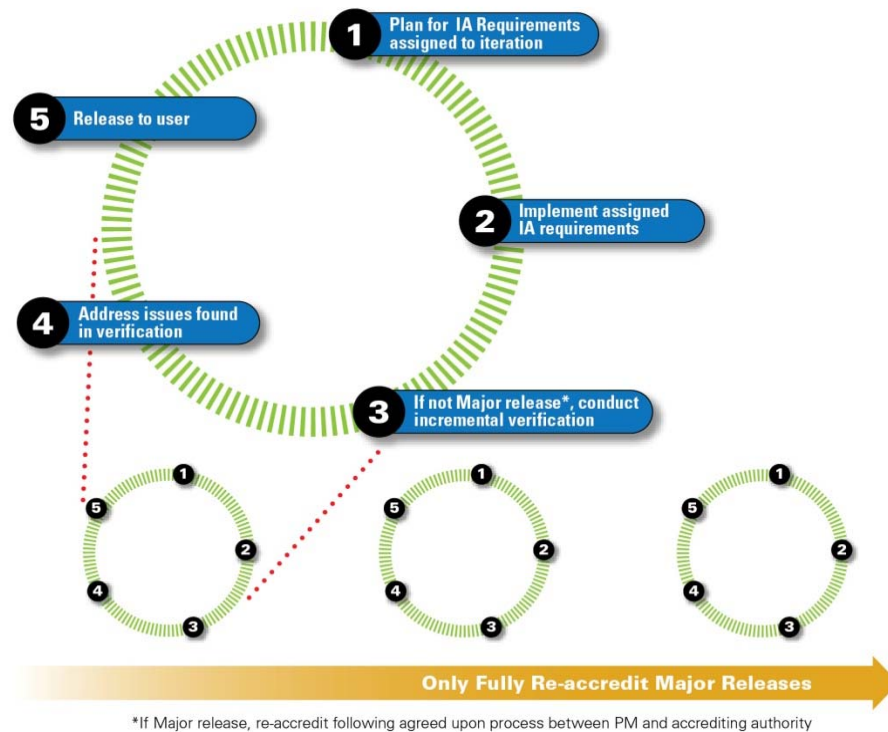 1
Plan for IA Requirements
assigned to iteration
5
Release to user
2
Implement assigned
IA requirements
4
Address issues found
in verification
3
If not Major release*, conduct
incremental verification
1
5
2
4
3
1
5
2
4
3
1
5
2
4
3
Only Fully Re-accredit Major Releases
*If Major release, re-accredit following agreed upon process between PM and accrediting authority